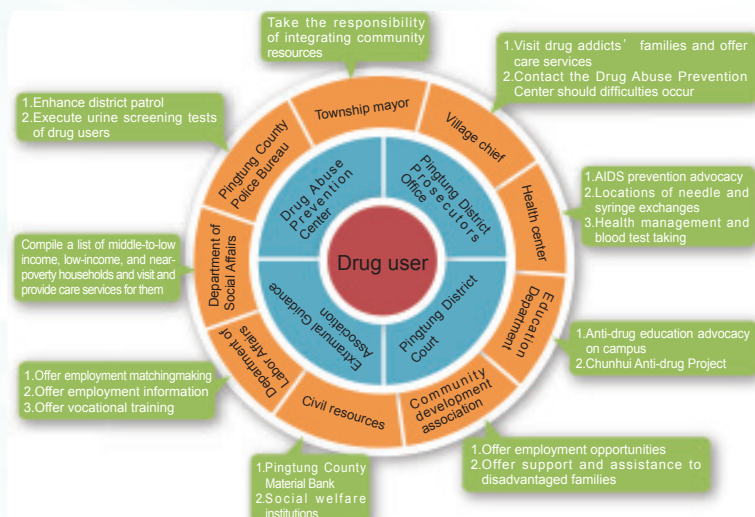 Take the responsibility
of integrating community
resources
1.Visit drug addicts’ families and offer
care services
2.Contact the Drug Abuse Prevention
Center should difficulties occur
1.Enhance district patrol
2.Execute urine screening tests
of drug users
Township mayor
Village chief
Pingtung County
Police Bureau
Drug Abuse
Prevention
Center
Pingtung District
Prosecutors
Office
Health center
1.AIDS prevention advocacy
2.Locations of needle and
syringe exchanges
3.Health management and
blood test taking
Compile a list of middle-to-low
income, low-income, and near-
poverty households and visit and
provide care services for them
Department of
Social Affairs
Drug user
Extramural Guidance
Association
Pingtung District
Court
Education
Department
1.Anti-drug education advocacy
on campus
2.Chunhui Anti-drug Project
1.Offer employment matchingmaking
2.Offer employment information
3.Offer vocational training
Department of
Labor Affairs
Civil resources
Community
development
association
1.Pingtung County
Material Bank
2.Social welfare
institutions
1.Offer employment opportunities
2.Offer support and assistance to
disadvantaged families